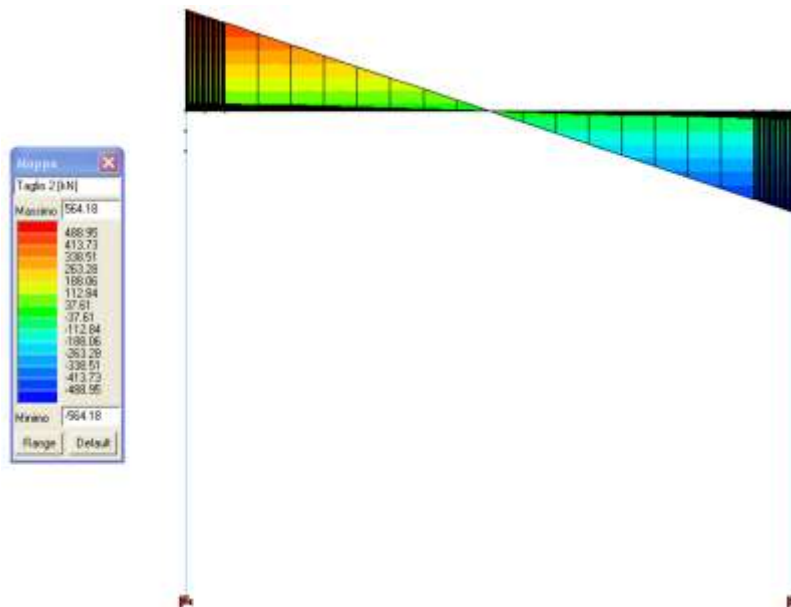 Mappa
Taglio 2 [kN]
Massimo 564.18
488.95
413.73
338.51
263.28
188.06
112.84
37.61
-37.61
-112.84
-188.06
-263.28
-338.51
-413.73
-488.95
Minimo -564.18
Range Default